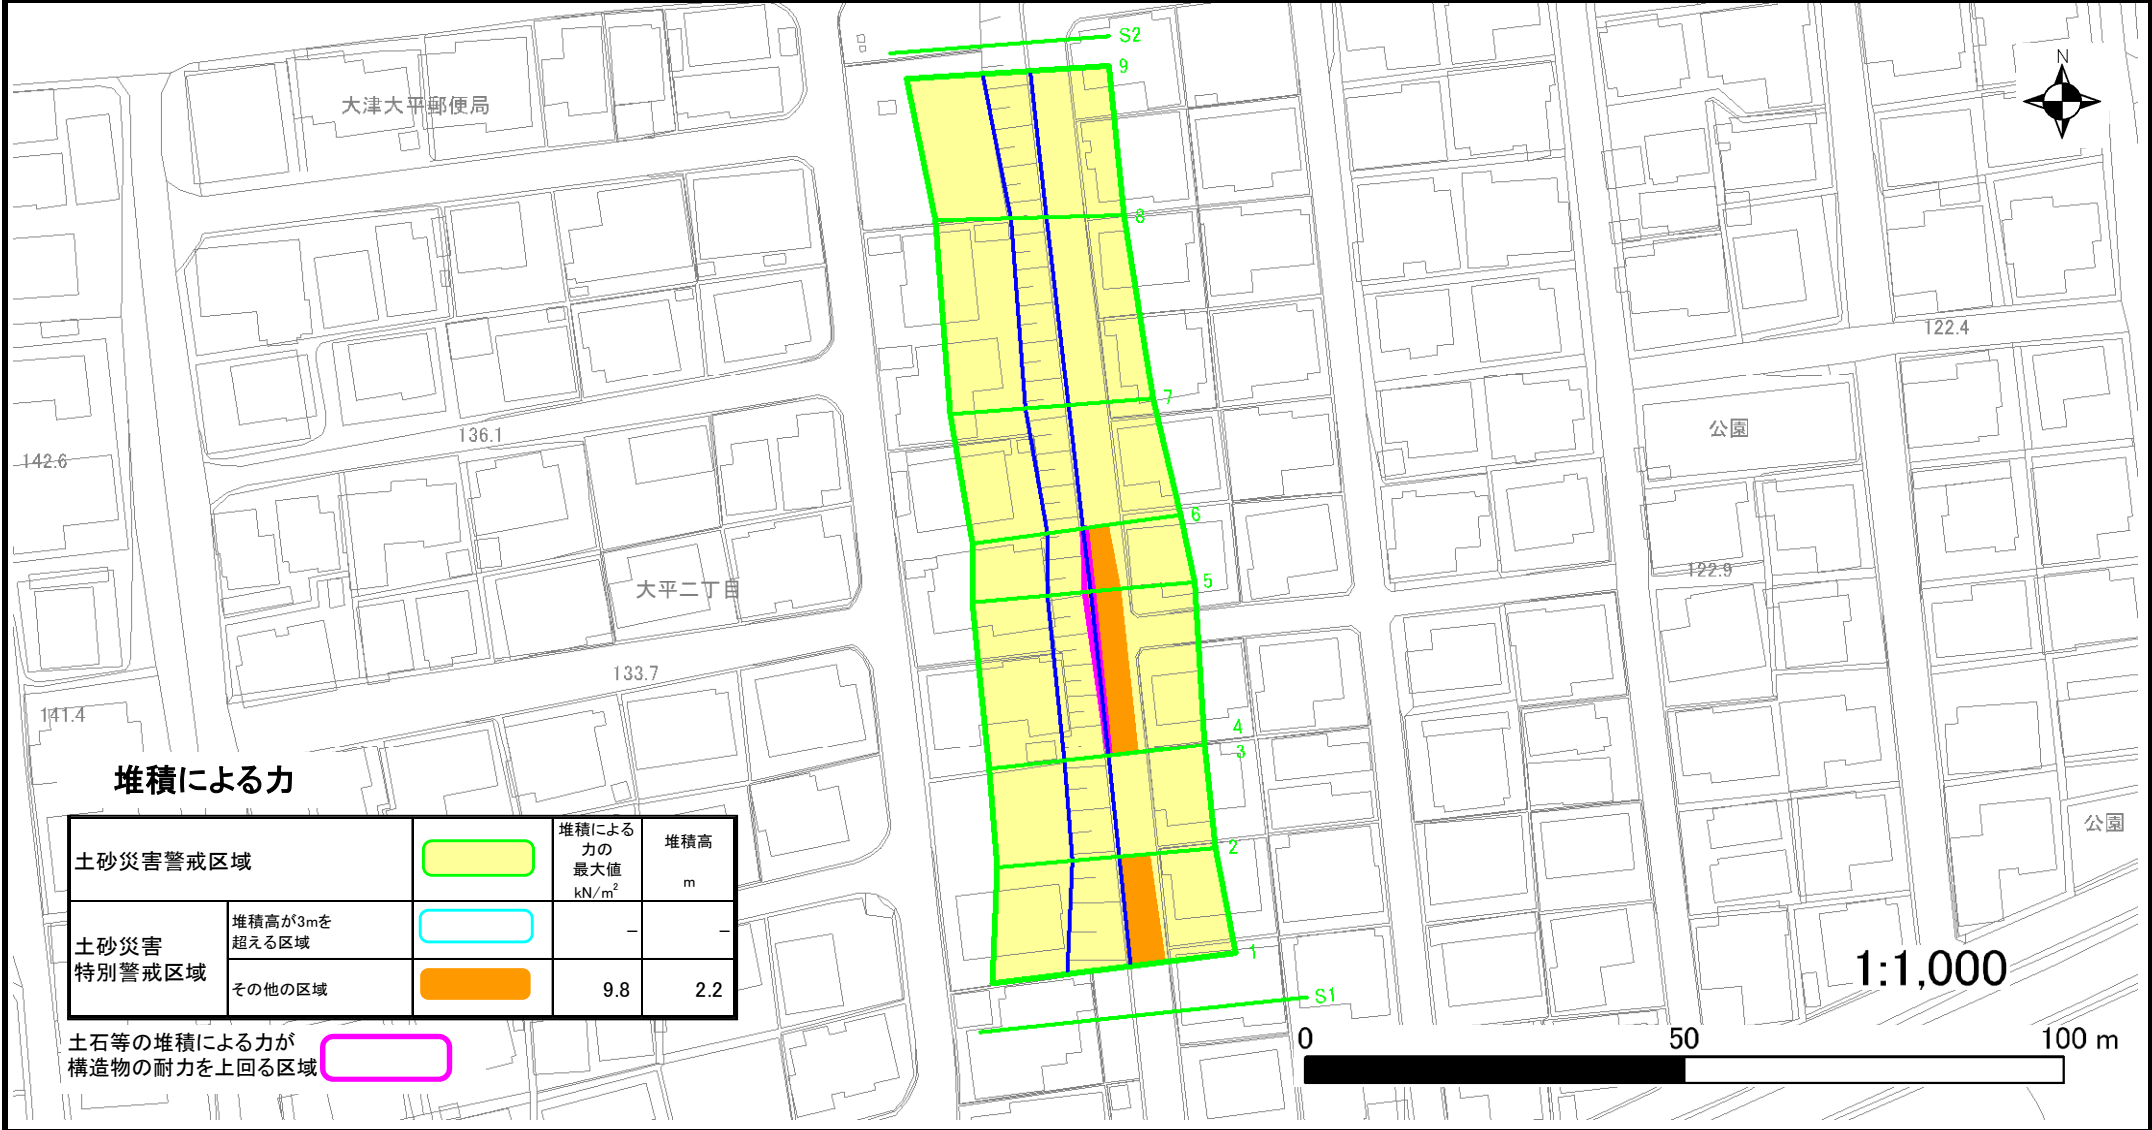 S2
9
N
大津大平郵便局
8
122.4
7
136.1
公園
142.6
6
122.9
5
大平二丁目
133.7
141.4
4
3
堆積による力
公園
2
土砂災害警戒区域
堆積による
力の
最大値
kN/m²
堆積高
m
土砂災害
特別警戒区域
堆積高が3mを
超える区域
–
–
その他の区域
9.8
2.2
1
1:1,000
S1
土石等の堆積による力が
構造物の耐力を上回る区域
0
50
100 m